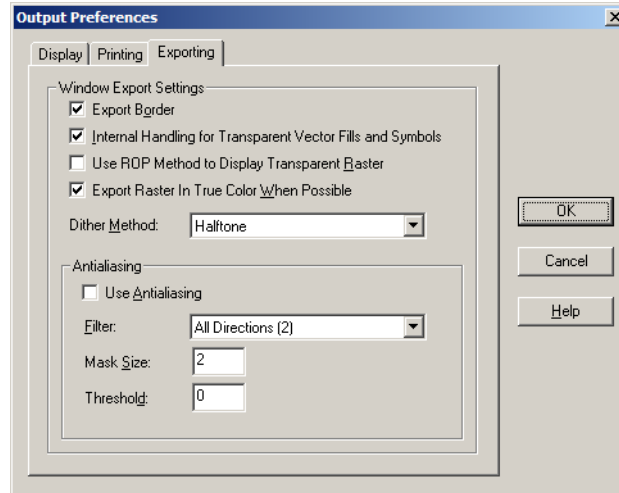 Output Preferences
Display Printing Exporting
Window Export Settings
Export Border
Internal Handling for Transparent Vector Fills and Symbols
Use ROP Method to Display Transparent Raster
Export Raster In True Color When Possible
Dither Method: Halftone
OK
Cancel
Help
Antialiasing
Use Antialiasing
Filter: All Directions (2)
Mask Size: 2
Threshold: 0